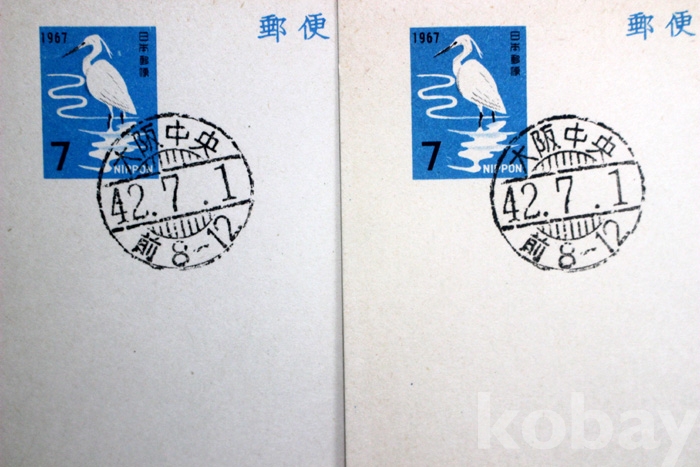 1967
日本郵便
7
NIPPON
郵便
大阪中央
42.7.1
前8-12
1967
日本郵便
7
NIPPON
郵便
大阪中央
42.7.1
前8-12
kobay